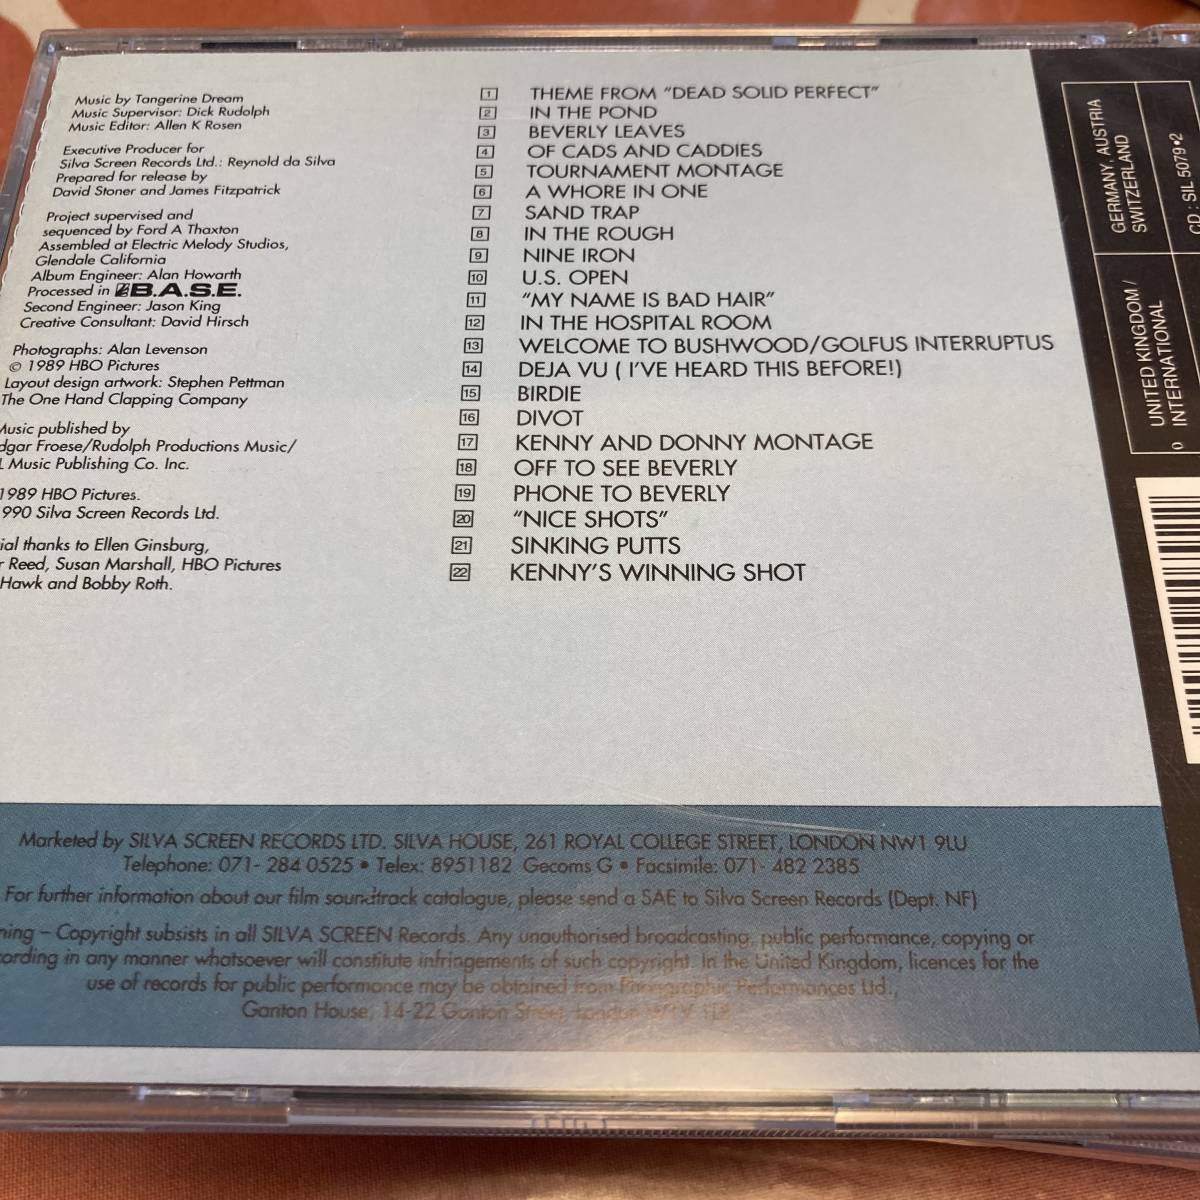 Music by Tangerine Dream
Music Supervisor: Dick Rudolph
Music Editor: Allen K Rosen
Executive Producer for
Silva Screen Records Ltd.: Reynold da Silva
Prepared for release by
David Stoner and James Fitzpatrick
Project supervised and
sequenced by Ford A Thaxton
Assembled at Electric Melody Studios,
Glendale California
Album Engineer: Alan Howarth
Processed in B.A.S.E.
Second Engineer: Jason King
Creative Consultant: David Hirsch
Photographs: Alan Levenson
© 1989 HBO Pictures
Layout design artwork: Stephen Pettman
The One Hand Clapping Company
Music published by
dgar Froese/Rudolph Productions Music/
Music Publishing Co. Inc.
1989 HBO Pictures.
990 Silva Screen Records Ltd.
ial thanks to Ellen Ginsburg,
r Reed, Susan Marshall, HBO Pictures
Hawk and Bobby Roth.
1 THEME FROM "DEAD SOLID PERFECT"
2 IN THE POND
3 BEVERLY LEAVES
4 OF CADS AND CADDIES
5 TOURNAMENT MONTAGE
6 A WHORE IN ONE
7 SAND TRAP
8 IN THE ROUGH
9 NINE IRON
10 U.S. OPEN
11 "MY NAME IS BAD HAIR"
12 IN THE HOSPITAL ROOM
13 WELCOME TO BUSHWOOD/GOLFUS INTERRUPTUS
14 DEJA VU ( I'VE HEARD THIS BEFORE!)
15 BIRDIE
16 DIVOT
17 KENNY AND DONNY MONTAGE
18 OFF TO SEE BEVERLY
19 PHONE TO BEVERLY
20 "NICE SHOTS"
21 SINKING PUTTS
22 KENNY'S WINNING SHOT
GERMANY, AUSTRIA
SWITZERLAND
CD : SIL 5079•2
UNITED KINGDOM /
INTERNATIONAL
0
Marketed by SILVA SCREEN RECORDS LTD. SILVA HOUSE, 261 ROYAL COLLEGE STREET, LONDON NW1 9LU
Telephone: 071- 284 0525 • Telex: 8951182 Gecoms G • Facsimile: 071- 482 2385
For further information about our film soundtrack catalogue, please send a SAE to Silva Screen Records (Dept. NF)
ning – Copyright subsists in all SILVA SCREEN Records. Any unauthorised broadcasting, public performance, copying or
ording in any manner whatsoever will constitute infringements of such copyright. In the United Kingdom, licences for the
use of records for public performance may be obtained from Phonographic Performances Ltd.,
Ganton House, 14-22 Ganton Street, London